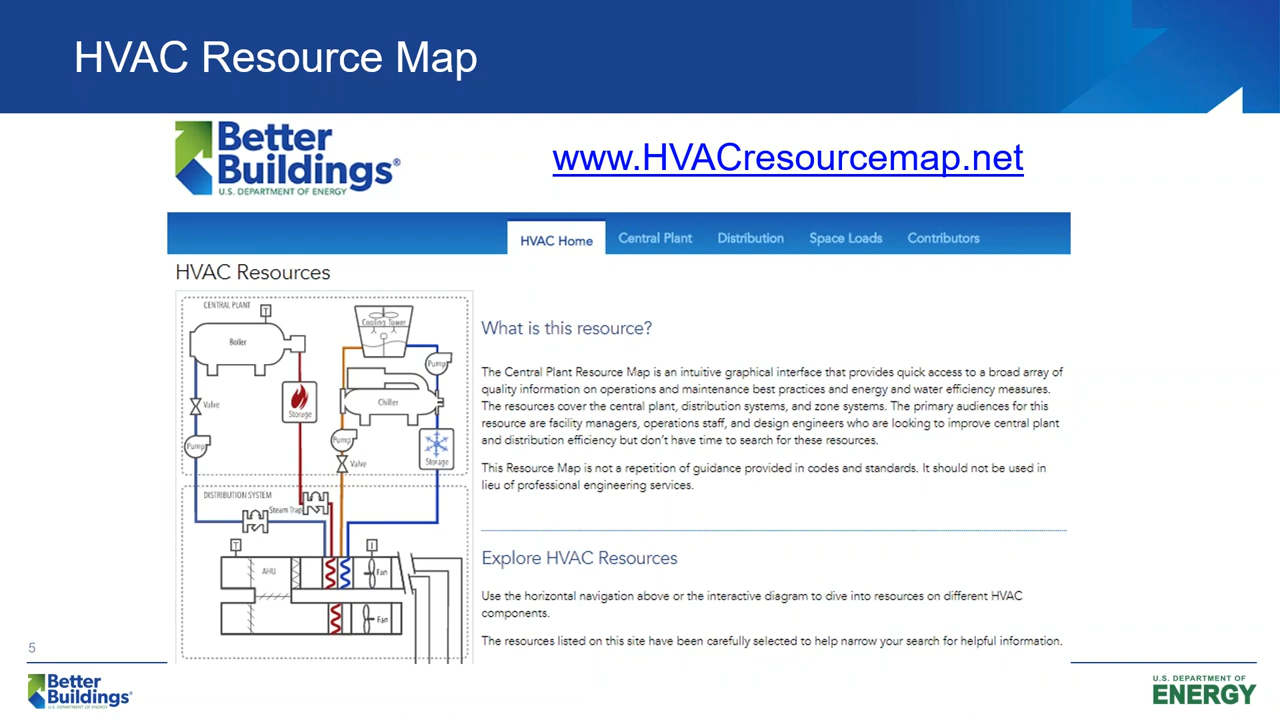 HVAC Resource Map
Better
Buildings®
U.S. DEPARTMENT OF ENERGY
www.HVACresourcemap.net
HVAC Home
Central Plant
Distribution
Space Loads
Contributors
HVAC Resources
CENTRAL PLANT
T
Boiler
Cooling Tower
Pump
Valve
Storage
Chiller
Pump
Pump
Valve
Storage
DISTRIBUTION SYSTEM
Steam Trap
T
I
AHU
Fan
Fan
What is this resource?
The Central Plant Resource Map is an intuitive graphical interface that provides quick access to a broad array of
quality information on operations and maintenance best practices and energy and water efficiency measures.
The resources cover the central plant, distribution systems, and zone systems. The primary audiences for this
resource are facility managers, operations staff, and design engineers who are looking to improve central plant
and distribution efficiency but don't have time to search for these resources.
This Resource Map is not a repetition of guidance provided in codes and standards. It should not be used in
lieu of professional engineering services.
Explore HVAC Resources
Use the horizontal navigation above or the interactive diagram to dive into resources on different HVAC
components.
The resources listed on this site have been carefully selected to help narrow your search for helpful information.
5
Better
Buildings®
U.S. DEPARTMENT OF ENERGY
U.S. DEPARTMENT OF
ENERGY